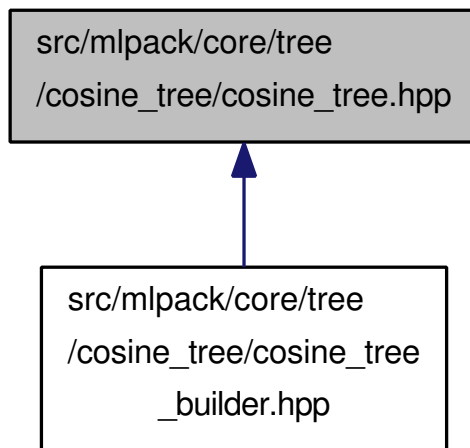 src/mlpack/core/tree
/cosine_tree/cosine_tree.hpp
src/mlpack/core/tree
/cosine_tree/cosine_tree
_builder.hpp